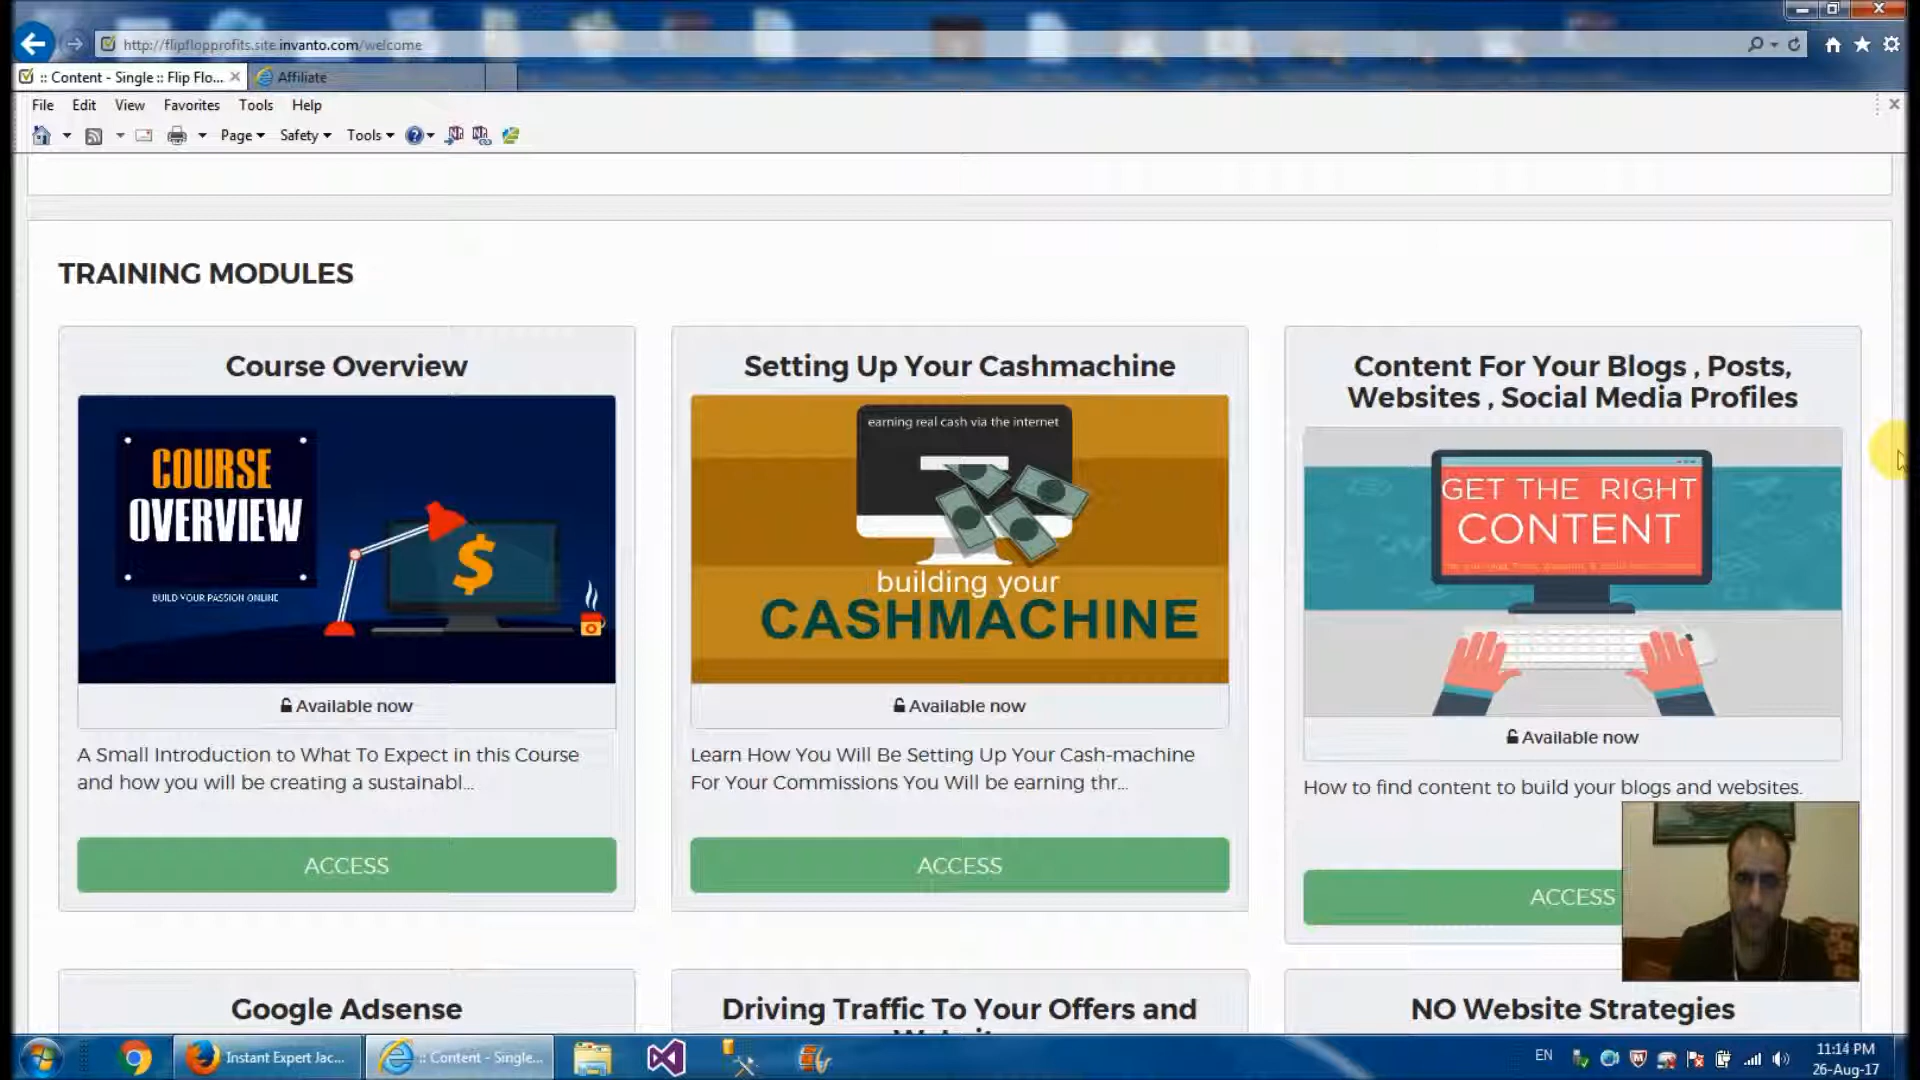 http://flipflopprofits.site.invanto.com/welcome
:: Content - Single :: Flip Flo...
Affiliate
File Edit View Favorites Tools Help
Page Safety Tools
TRAINING MODULES
Course Overview
COURSE
OVERVIEW
BUILD YOUR PASSION ONLINE
Available now
A Small Introduction to What To Expect in this Course
and how you will be creating a sustainabl...
ACCESS
Setting Up Your Cashmachine
earning real cash via the internet
building your
CASHMACHINE
Available now
Learn How You Will Be Setting Up Your Cash-machine
For Your Commissions You Will be earning thr...
ACCESS
Content For Your Blogs , Posts,
Websites , Social Media Profiles
GET THE RIGHT
CONTENT
Available now
How to find content to build your blogs and websites.
ACCESS
Google Adsense
Driving Traffic To Your Offers and
NO Website Strategies
Instant Expert Jac...
:: Content - Single...
EN
11:14 PM
26-Aug-17